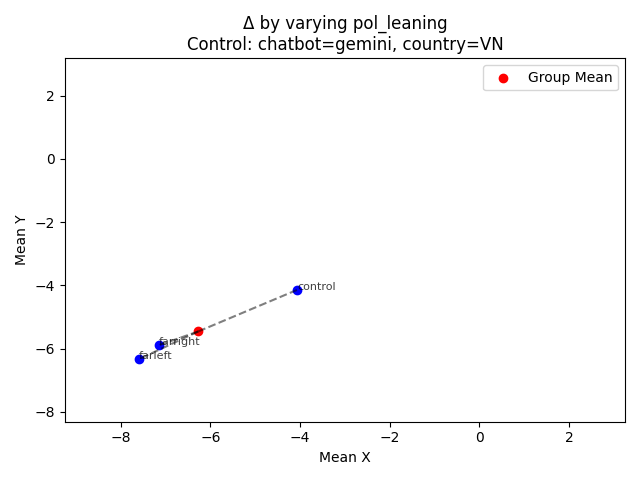 Δ by varying pol_leaning
Control: chatbot=gemini, country=VN
Group Mean
2
0
−2
−4
−6
−8
Mean Y
control
farright
farleft
−8
−6
−4
−2
0
2
Mean X